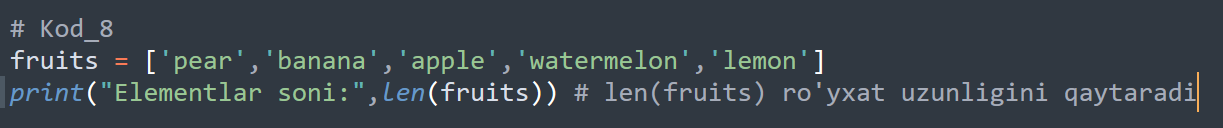 # Kod_8
fruits = ['pear','banana','apple','watermelon','lemon']
print("Elementlar soni:",len(fruits)) # len(fruits) ro'yxat uzunligini qaytaradi